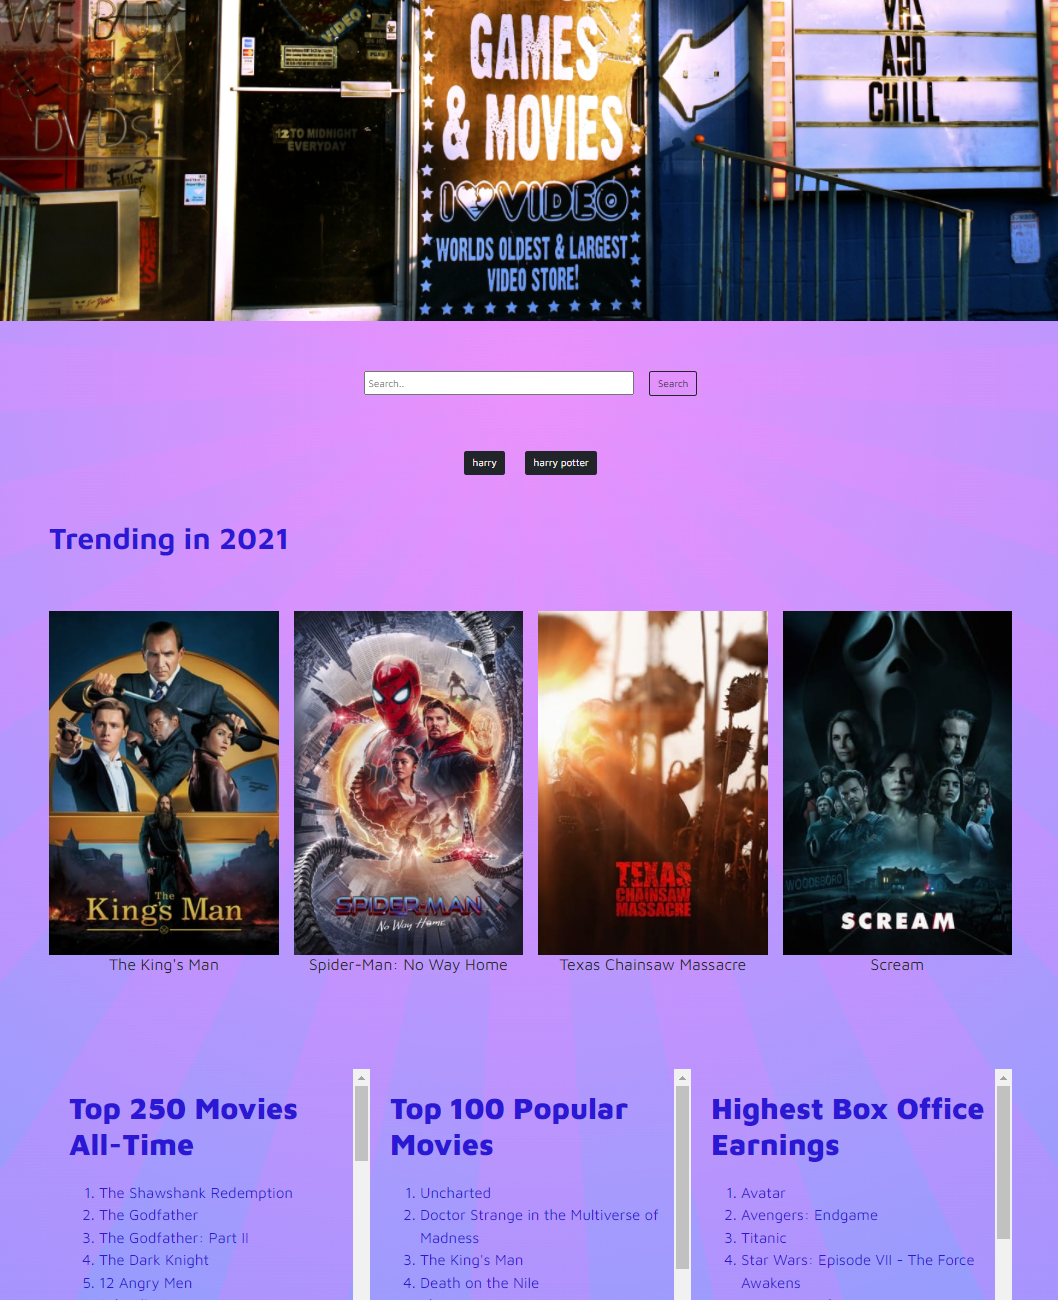 WE BUY
& SELL
DVDs
VIDEO
12 TO MIDNIGHT
EVERYDAY
GAMES
& MOVIES
I VIDEO
WORLDS OLDEST & LARGEST
VIDEO STORE!
AND
CHILL
Search..
Search
harry
harry potter
Trending in 2021
The
King's Man
SPIDER-MAN
No Way Home
TEXAS
CHAINSAW
MASSACRE
WOODSBORO
SCREAM
The King's Man
Spider-Man: No Way Home
Texas Chainsaw Massacre
Scream
Top 250 Movies
All-Time
1. The Shawshank Redemption
2. The Godfather
3. The Godfather: Part II
4. The Dark Knight
5. 12 Angry Men
Top 100 Popular
Movies
1. Uncharted
2. Doctor Strange in the Multiverse of
Madness
3. The King's Man
4. Death on the Nile
Highest Box Office
Earnings
1. Avatar
2. Avengers: Endgame
3. Titanic
4. Star Wars: Episode VII - The Force
Awakens